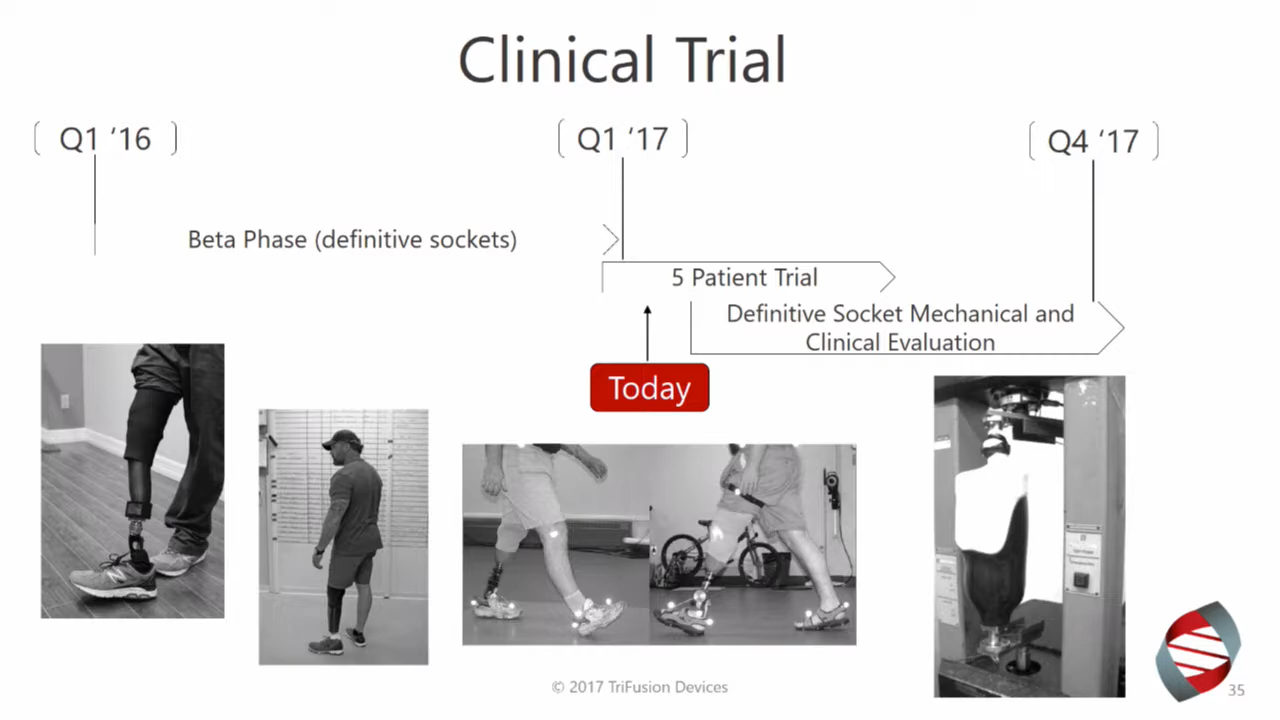 Clinical Trial
Q1 ‘16
Q1 ‘17
Q4 ‘17
Beta Phase (definitive sockets)
5 Patient Trial
Definitive Socket Mechanical and
Clinical Evaluation
Today
© 2017 TriFusion Devices
35